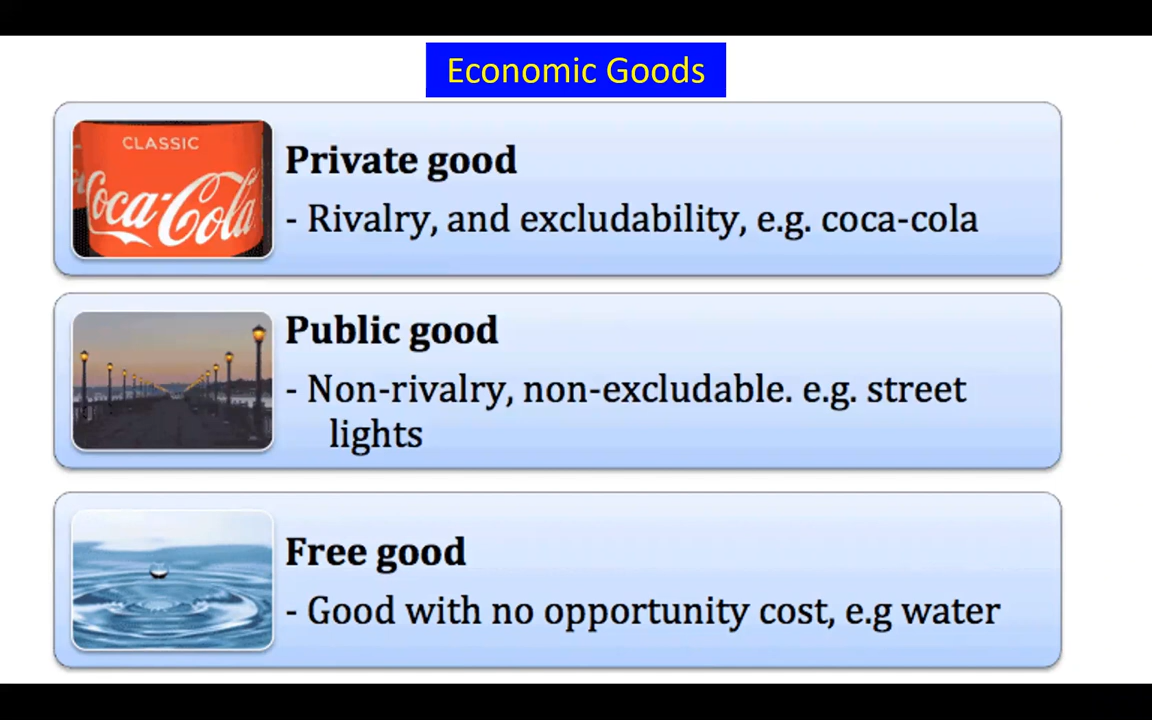 Economic Goods
CLASSIC
Coca-Cola
Private good
- Rivalry, and excludability, e.g. coca-cola
Public good
- Non-rivalry, non-excludable. e.g. street
lights
Free good
- Good with no opportunity cost, e.g water